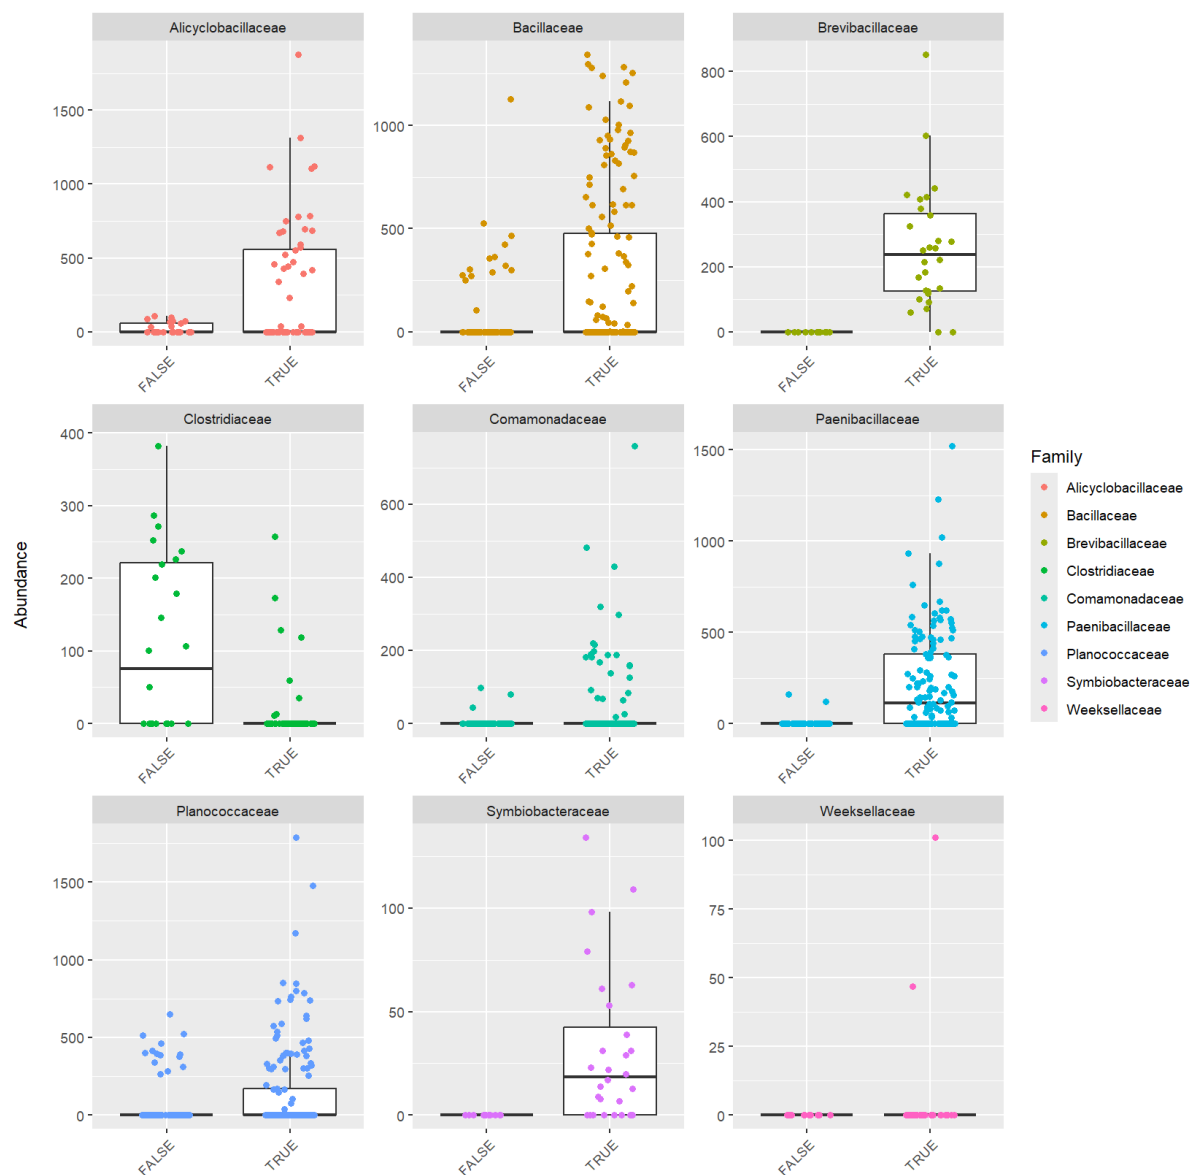 Alicyclobacillaceae
Bacillaceae
Brevibacillaceae
1500
1000
500
0
1000
500
0
800
600
400
200
0
FALSE
TRUE
FALSE
TRUE
FALSE
TRUE
Clostridiaceae
Comamonadaceae
Paenibacillaceae
400
300
200
100
0
600
400
200
0
1500
1000
500
0
FALSE
TRUE
FALSE
TRUE
FALSE
TRUE
Planococcaceae
Symbiobacteraceae
Weeksellaceae
1500
1000
500
0
100
50
0
100
75
50
25
0
FALSE
TRUE
FALSE
TRUE
FALSE
TRUE
Abundance
Family
Alicyclobacillaceae
Bacillaceae
Brevibacillaceae
Clostridiaceae
Comamonadaceae
Paenibacillaceae
Planococcaceae
Symbiobacteraceae
Weeksellaceae